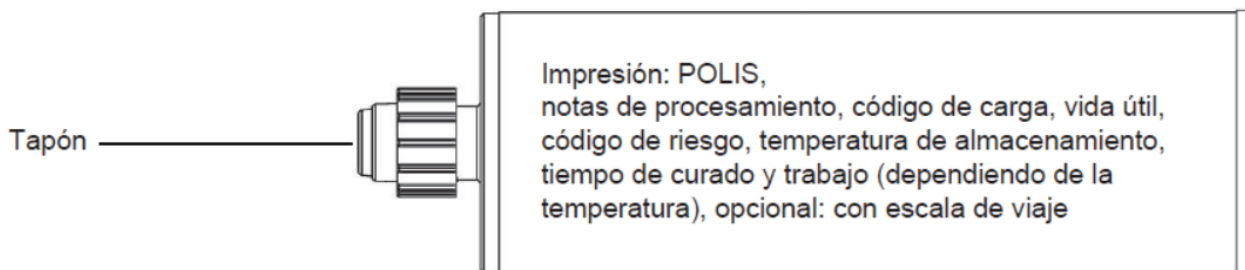 Impresión: POLIS,
notas de procesamiento, código de carga, vida útil,
Tapón
código de riesgo, temperatura de almacenamiento,
tiempo de curado y trabajo (dependiendo de la
temperatura), opcional: con escala de viaje